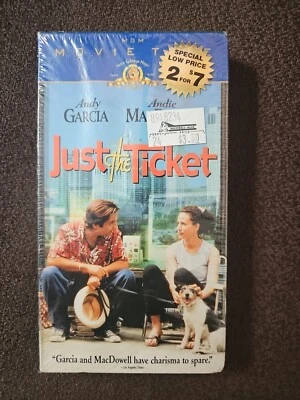 MGM
MOVIE T
SPECIAL
LOW PRICE
2 FOR $7
Andy Andie
GARCIA MA
Just the Ticket
"Garcia and MacDowell have charisma to spare."